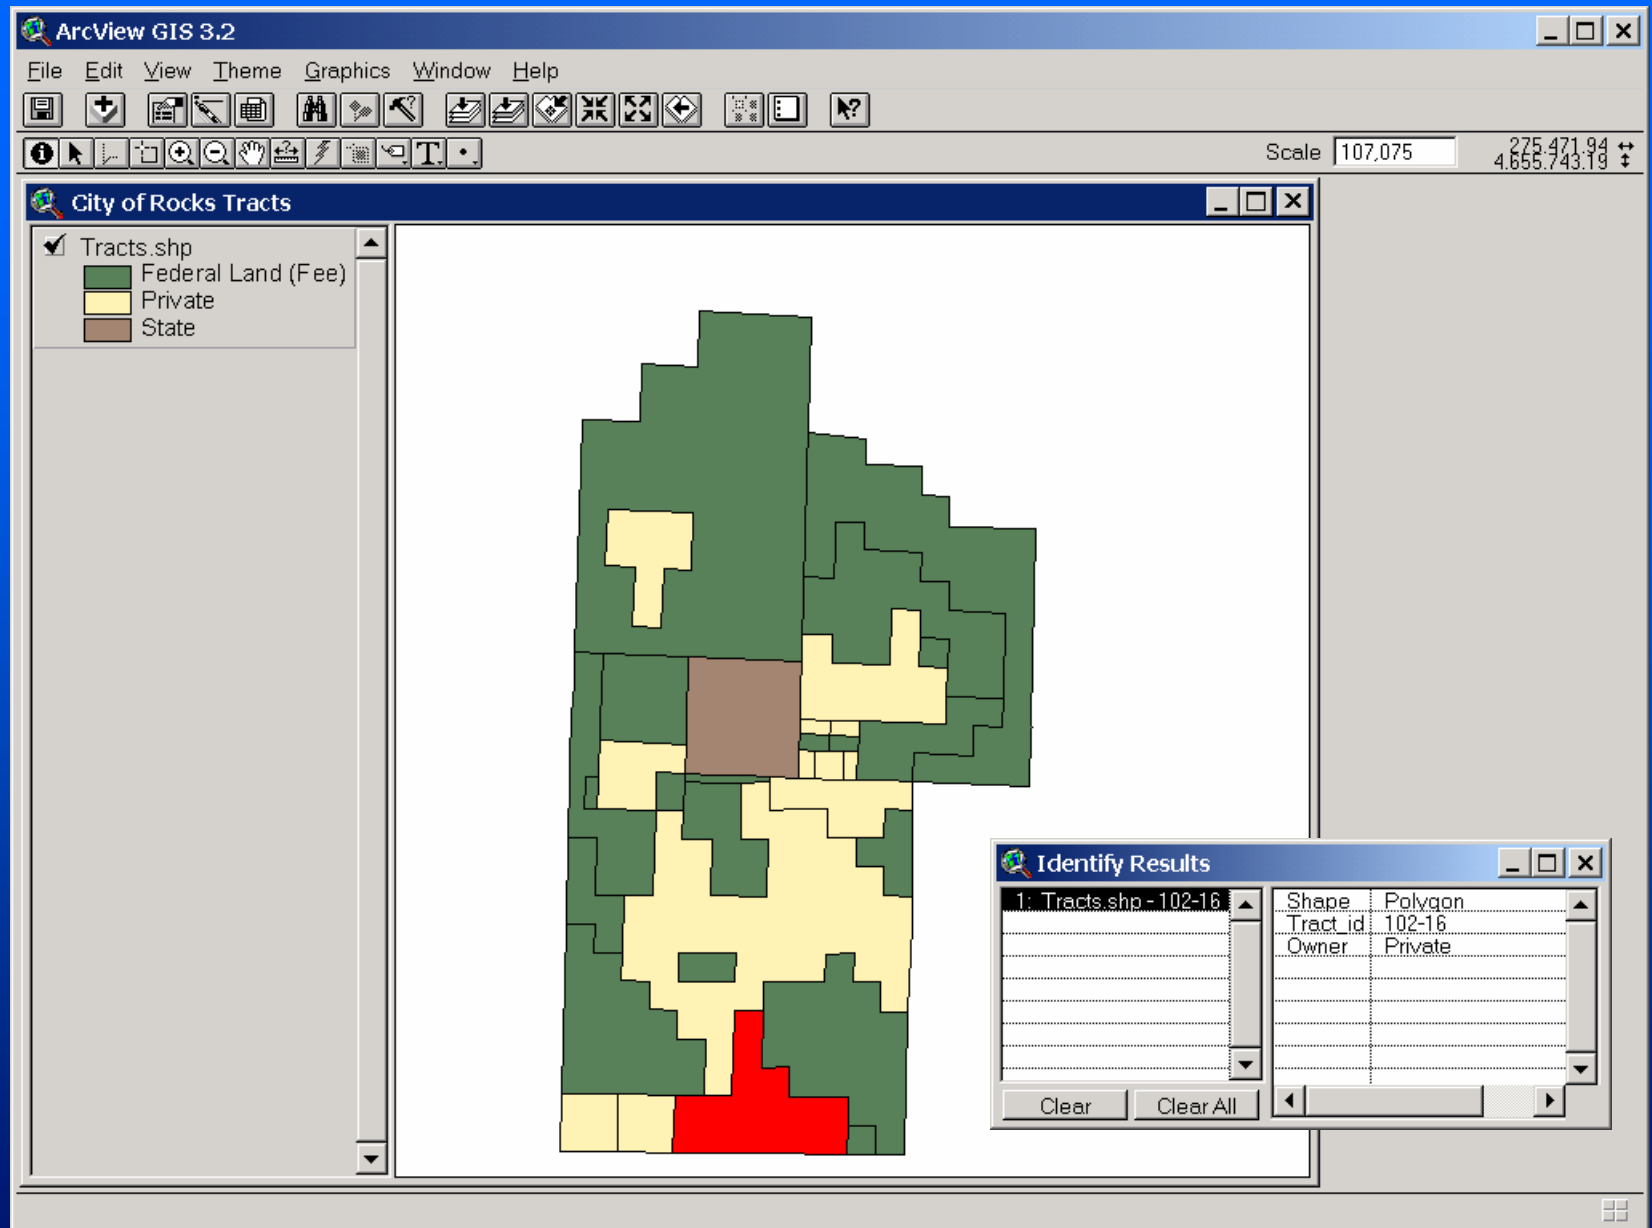 ArcView GIS 3.2
File Edit View Theme Graphics Window Help
Scale 107,075 275,471.94
4,655,743.19
City of Rocks Tracts
Tracts.shp
Federal Land (Fee)
Private
State
Identify Results
1: Tracts.shp - 102-16
Shape Polygon
Tract_id 102-16
Owner Private
Clear Clear All